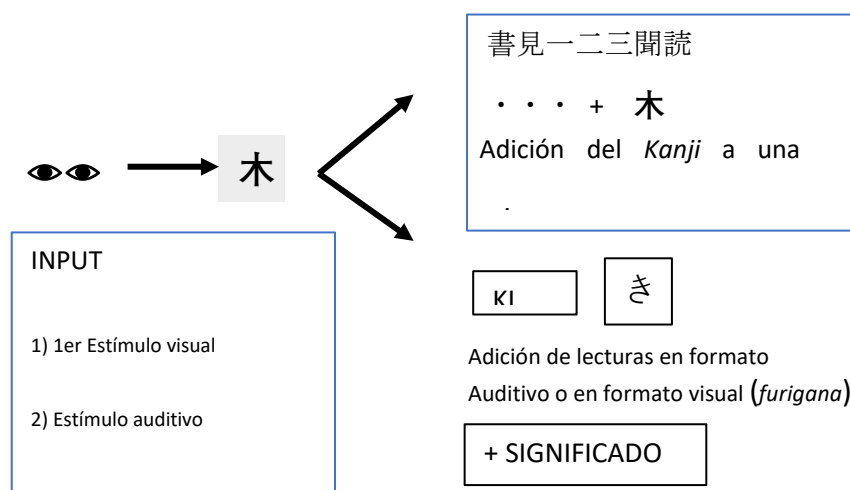 木
INPUT
1) 1er Estímulo visual
2) Estímulo auditivo
書見一二三聞読
・・・ + 木
Adición del Kanji a una
き
Adición de lecturas en formato
Auditivo o en formato visual (furigana)
+ SIGNIFICADO